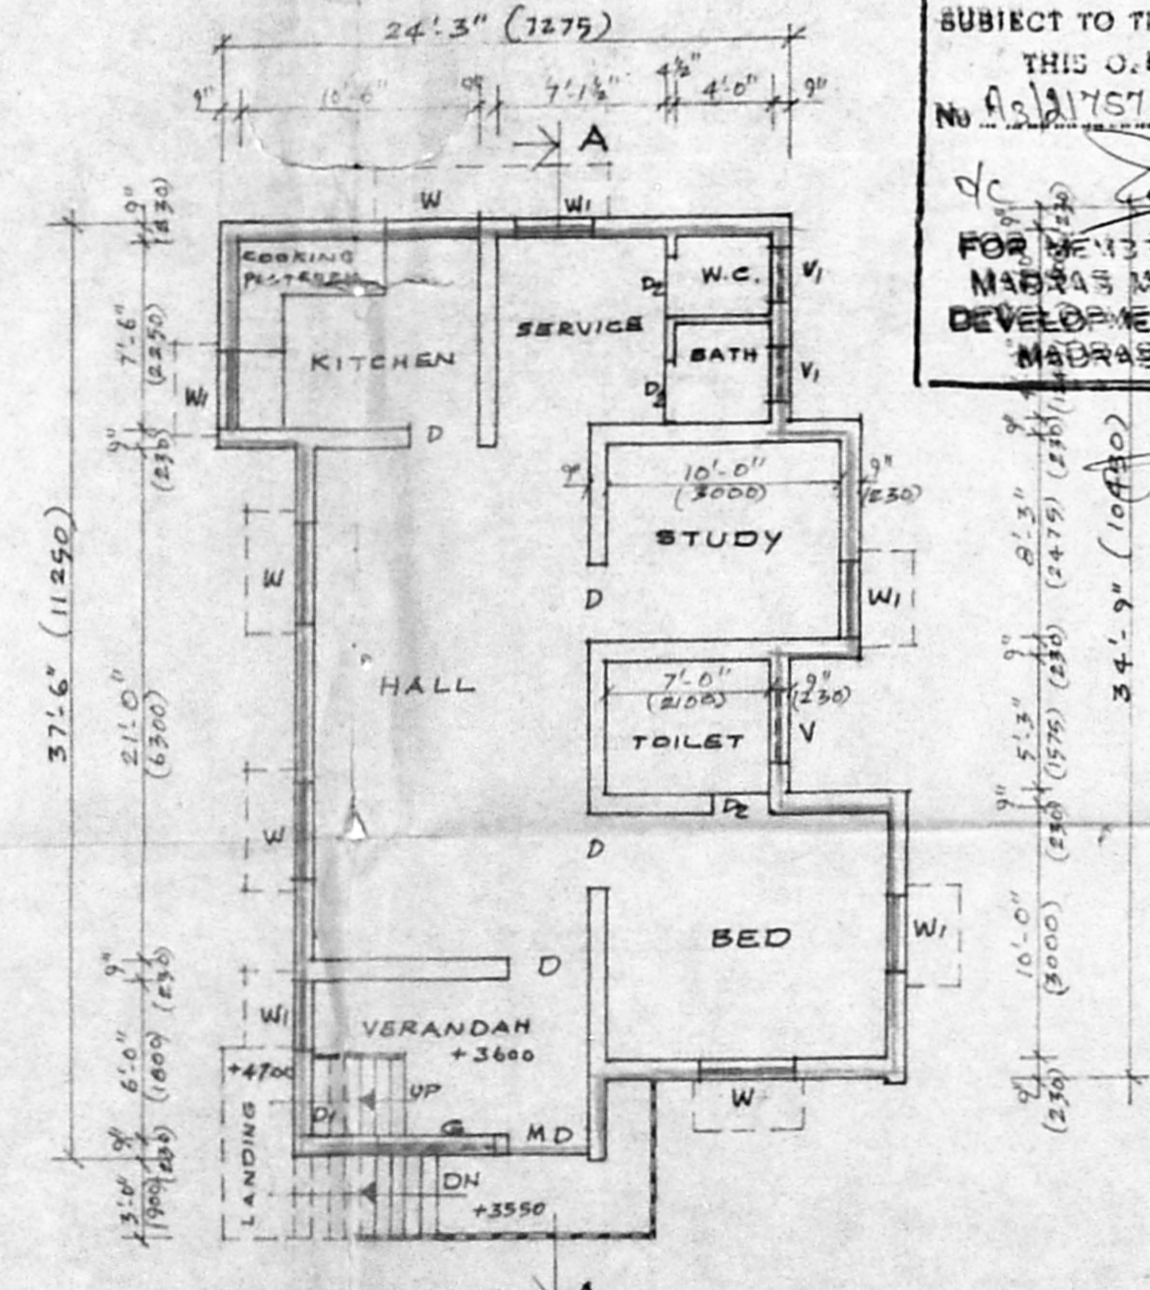 24'-3" (7275)
9"
10'-6"
9"
7'-1½"
4½"
4'-0"
9"
A
SUBJECT TO
THIS
No A3/21757
FOR
MADRAS
DEVELOPME
MADRAS
W
W1
COOKING
KITCHEN
SERVICE
W.C.
D2
V1
BATH
D2
V1
W1
D
9"
(230)
7'-6"
(2250)
9"
(230)
37'-6" (11250)
21'-0"
(6300)
9"
(230)
6'-0"
(1800)
9"
(230)
3'-0"
(900)
9"
10'-0"
(3000)
9"
(230)
STUDY
W
D
W1
HALL
7'-0"
(2100)
9"
(230)
TOILET
V
D2
W
D
BED
W1
D
W1
VERANDAH
+3600
+4700
UP
LANDING
D1
G
MD
W
DN
+3550
(230)
9"
(230)
8'-3"
(2475)
9"
(230)
5'-3"
(1575)
9"
(230)
10'-0"
(3000)
9"
(230)
34'-9"